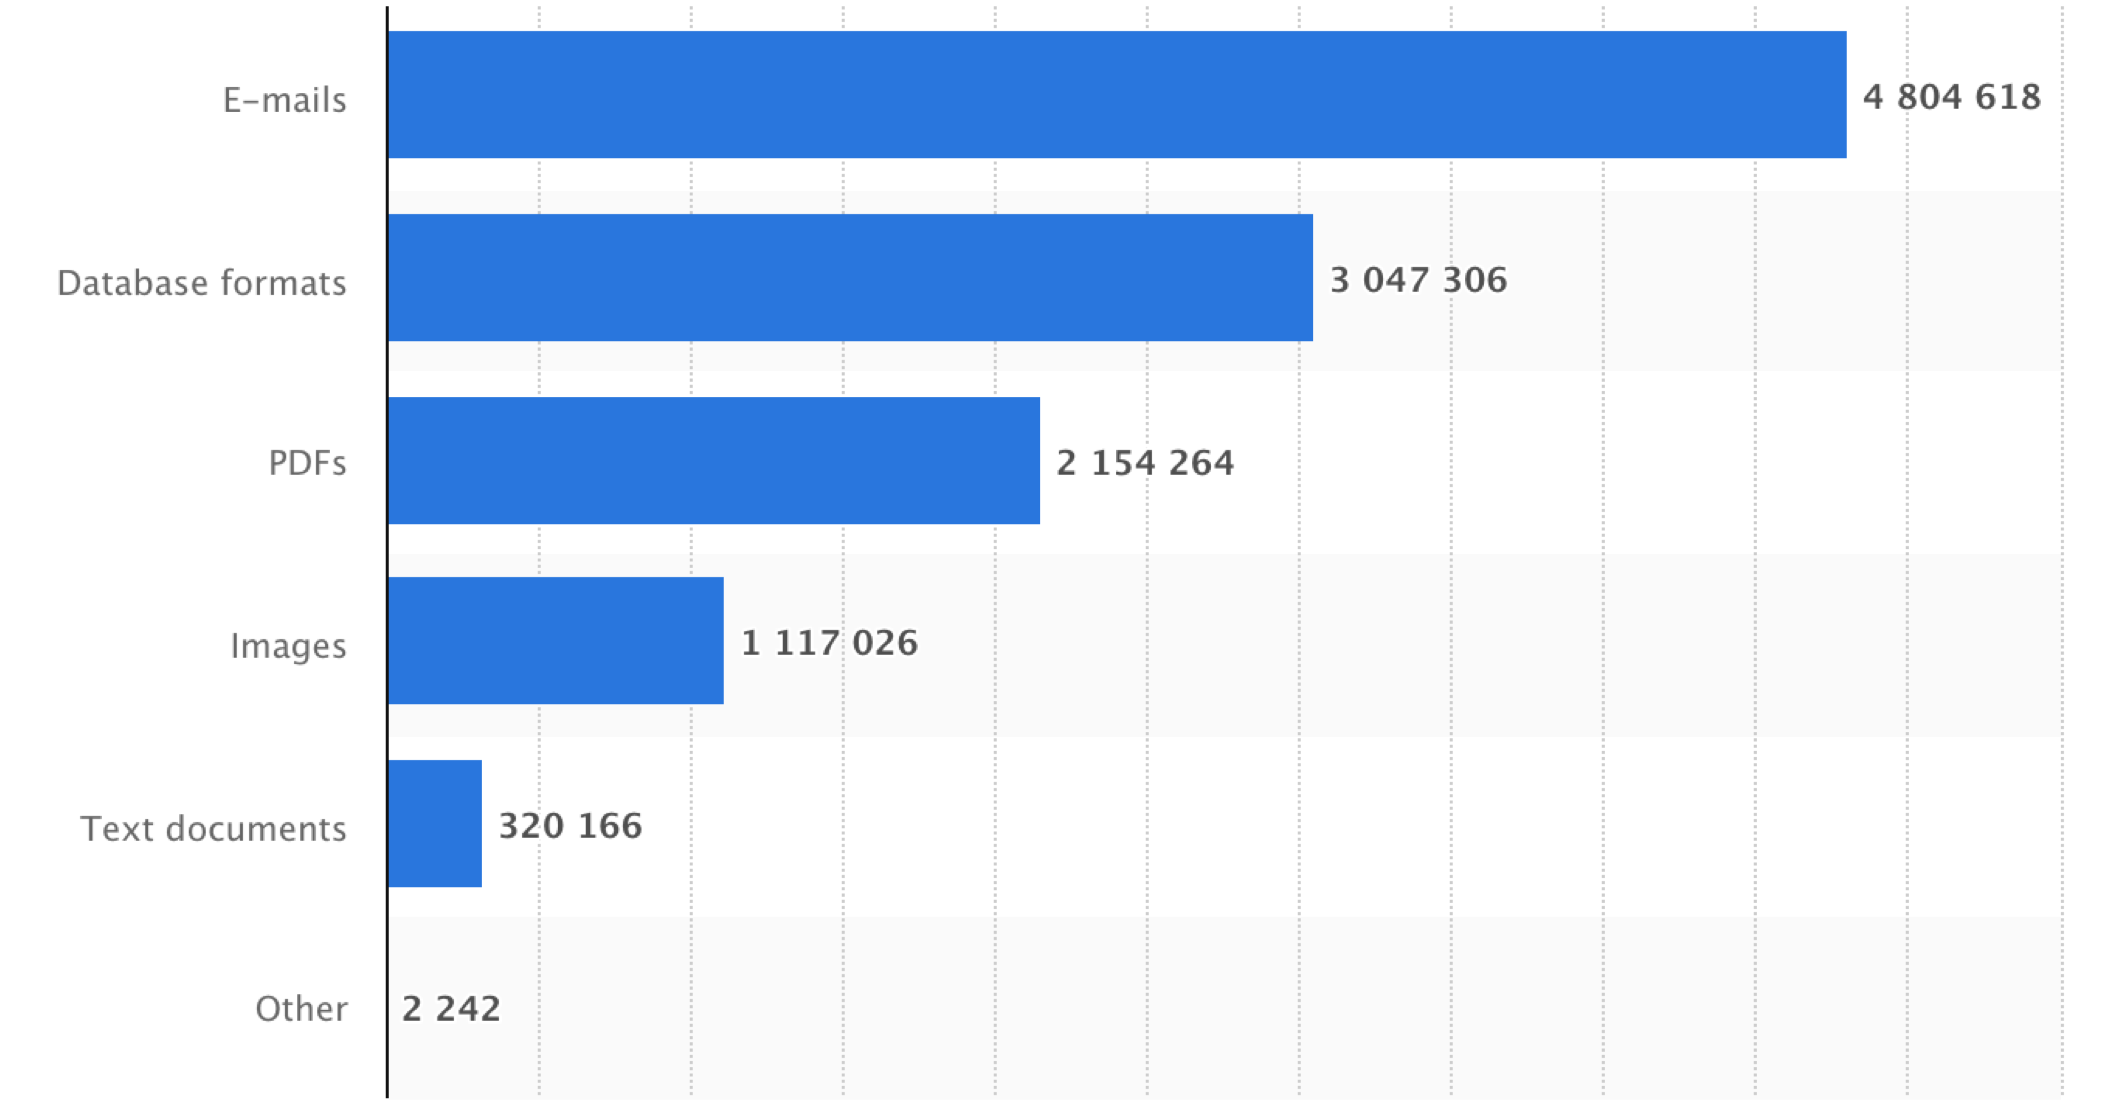 E-mails 4 804 618
Database formats 3 047 306
PDFs 2 154 264
Images 1 117 026
Text documents 320 166
Other 2 242